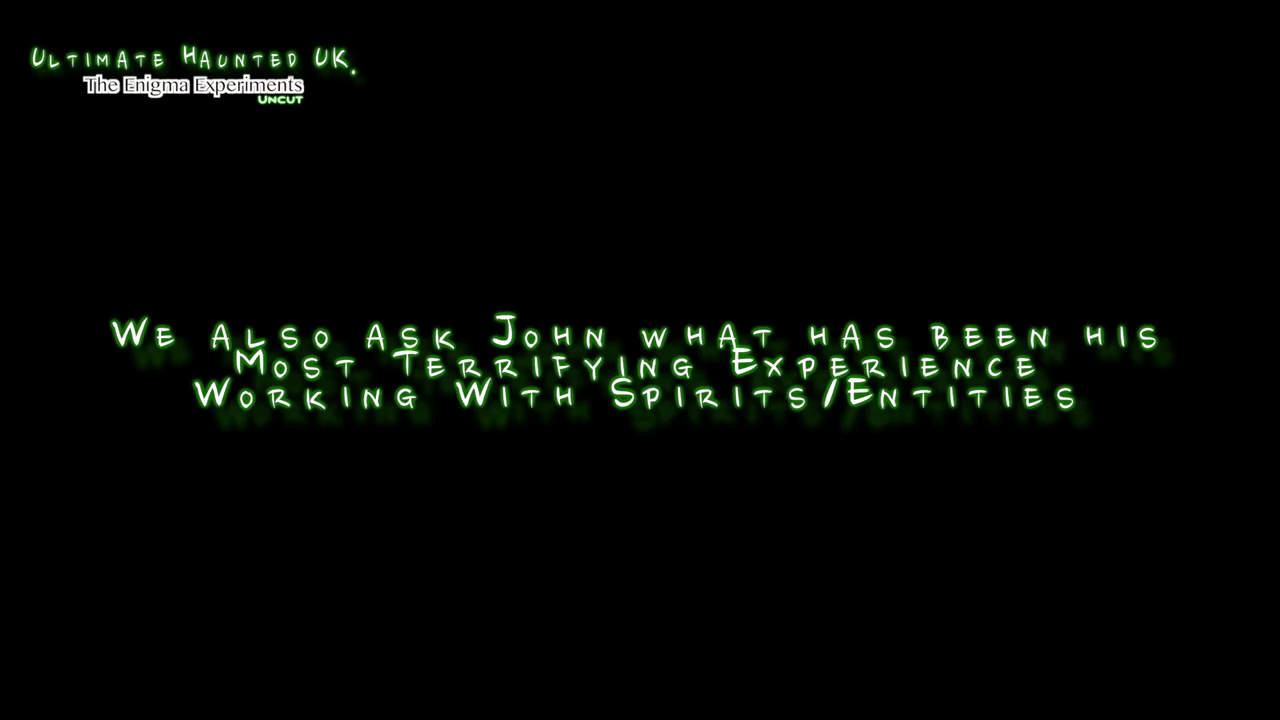 Ultimate Haunted UK.
The Enigma Experiments
UNCUT
We also ask John what has been his
Most Terrifying Experience
Working With Spirits/Entities